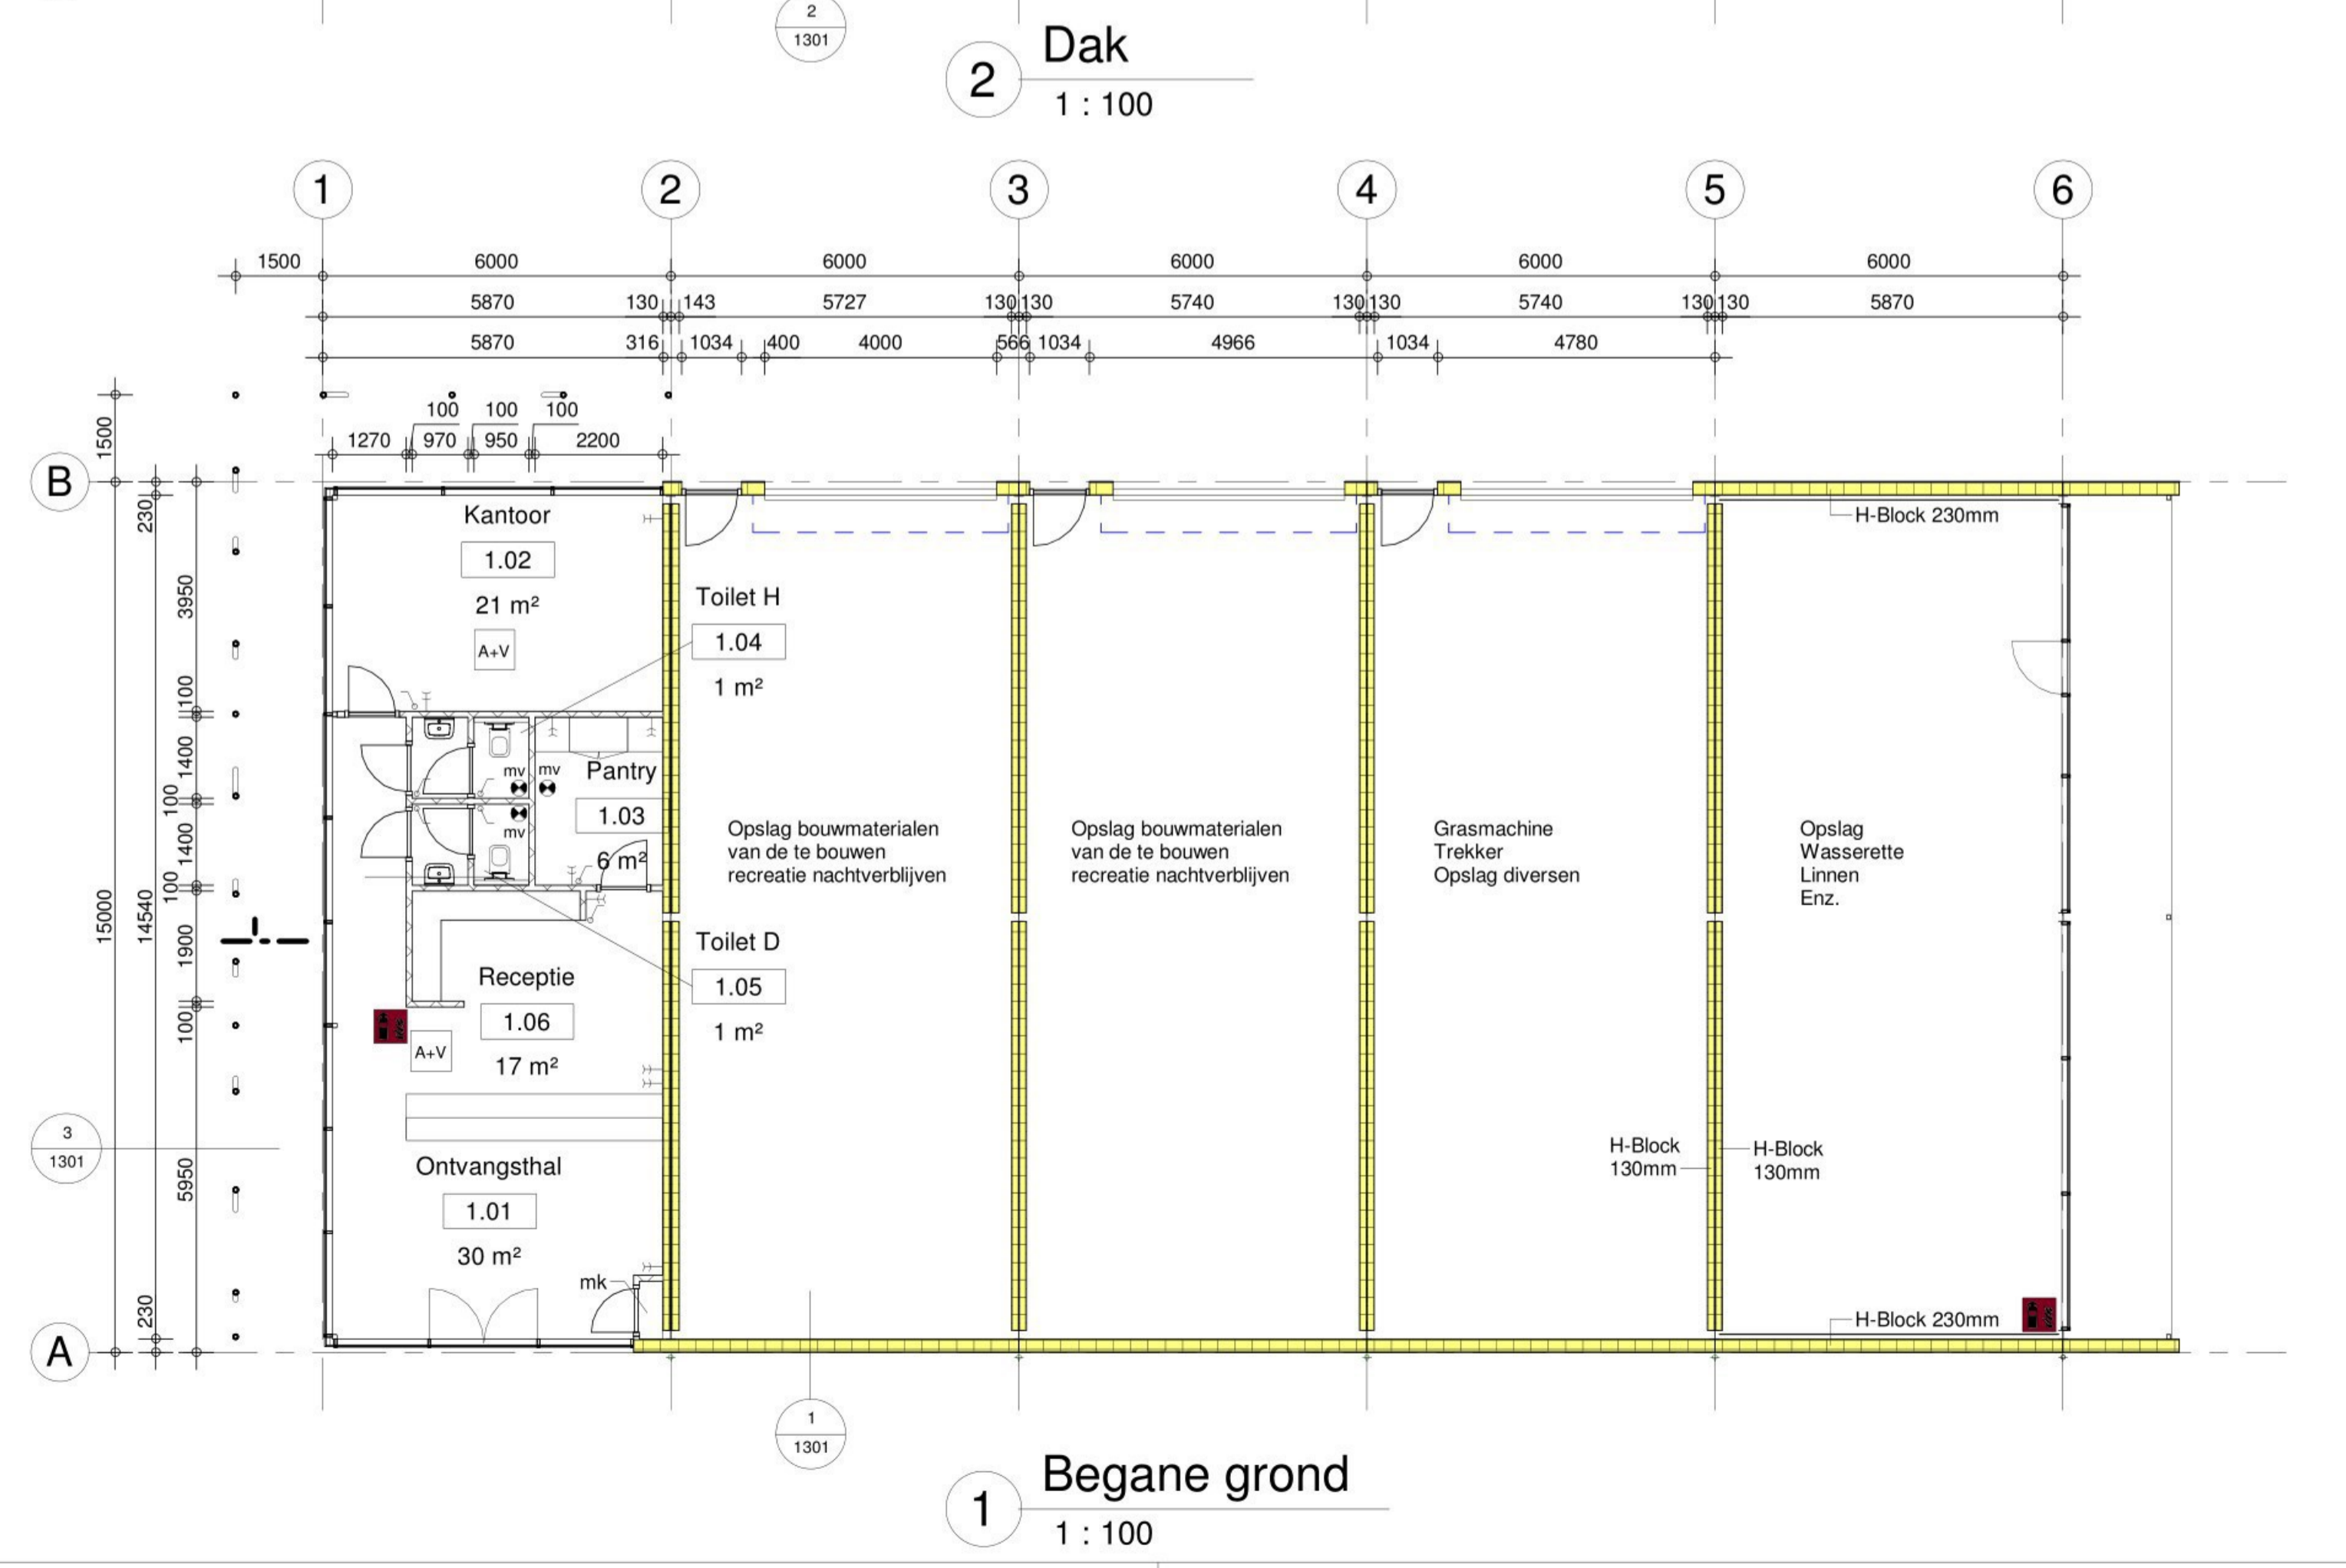 2
1301
2
Dak
1 : 100
1
2
3
4
5
6
1500
6000
6000
6000
6000
6000
5870
130
143
5727
130
130
5740
130
130
5740
130
130
5870
5870
316
1034
400
4000
566
1034
4966
1034
4780
100
100
100
1270
970
950
2200
1500
B
230
3950
100
1400
100
1400
100
1900
100
5950
230
15000
14540
Kantoor
1.02
21 m²
A+V
Toilet H
1.04
1 m²
H-Block 230mm
mv
mv
Pantry
1.03
6 m²
mv
Opslag bouwmaterialen
van de te bouwen
recreatie nachtverblijven
Opslag bouwmaterialen
van de te bouwen
recreatie nachtverblijven
Grasmachine
Trekker
Opslag diversen
Opslag
Wasserette
Linnen
Enz.
Toilet D
1.05
1 m²
Receptie
1.06
17 m²
A+V
3
1301
H-Block
130mm
H-Block
130mm
Ontvangsthal
1.01
30 m²
mk
H-Block 230mm
A
1
1301
1
Begane grond
1 : 100